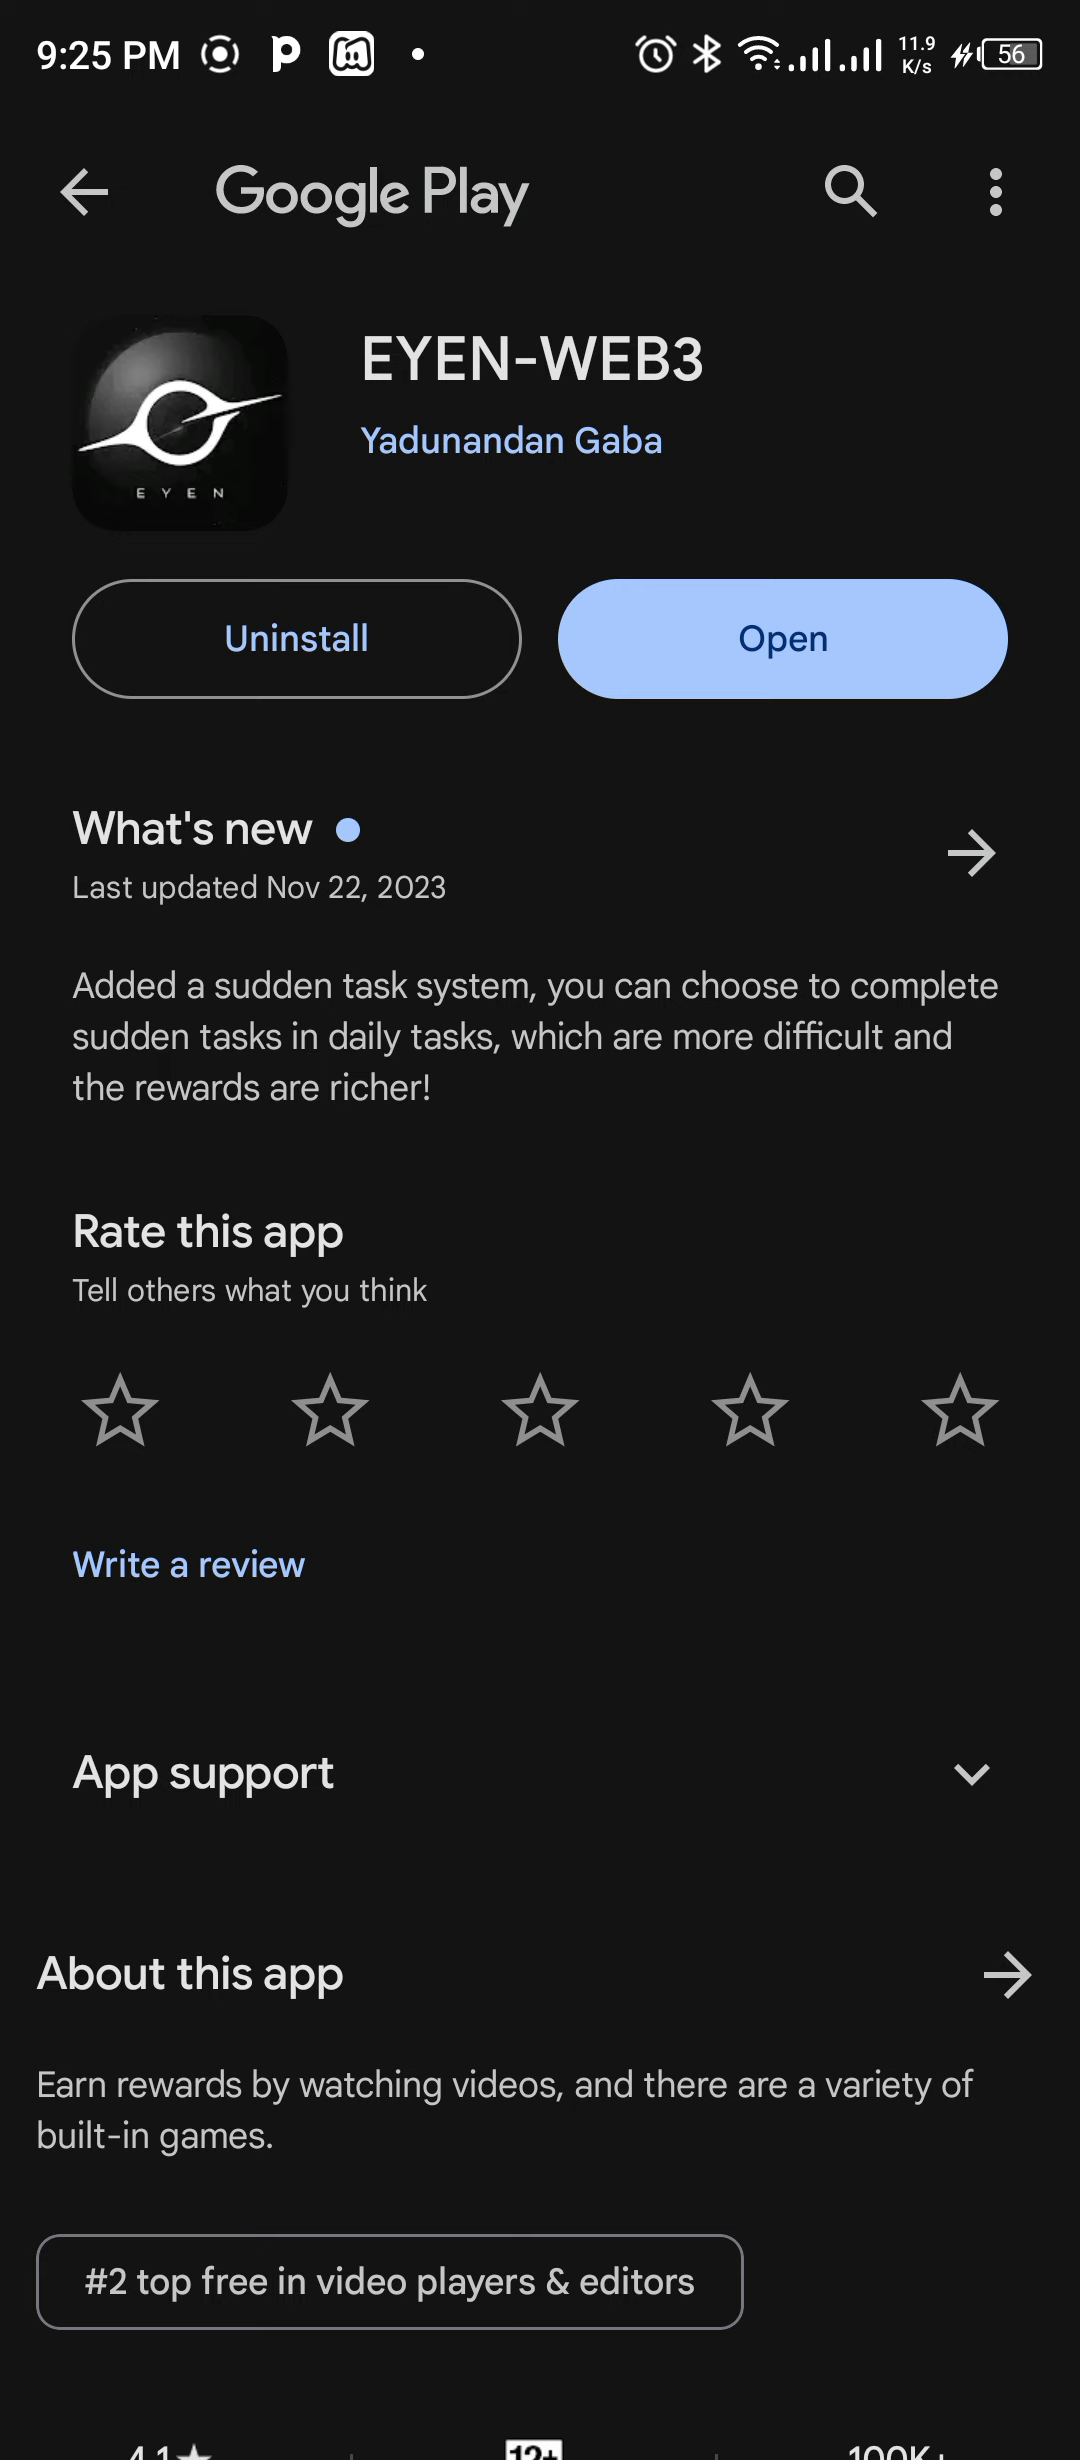 9:25 PM
11.9
K/s
56
Google Play
EYEN-WEB3
Yadunandan Gaba
E Y E N
Uninstall
Open
What's new
Last updated Nov 22, 2023
Added a sudden task system, you can choose to complete
sudden tasks in daily tasks, which are more difficult and
the rewards are richer!
Rate this app
Tell others what you think
Write a review
App support
About this app
Earn rewards by watching videos, and there are a variety of
built-in games.
#2 top free in video players & editors
4.1★
12+
100K+